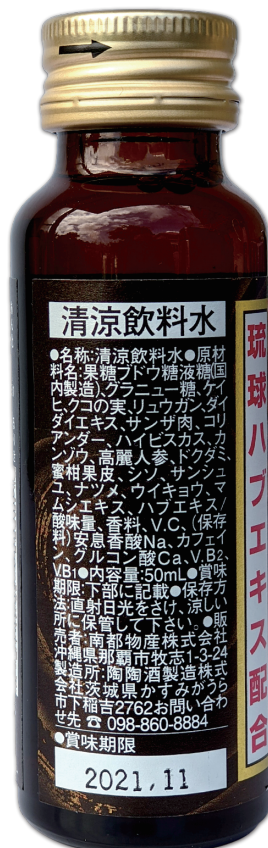 清涼飲料水
●名称:清涼飲料水●原材
料名:果糖ブドウ糖液糖(国
内製造)、グラニュー糖、ケイ
ヒ、クコの実、リュウガン、ダイ
ダイエキス、サンザ肉、コリ
アンダー、ハイビスカス、カ
ンゾウ、高麗人参、ドクダミ、
蜜柑果皮、シソ、サンシュ
ユ、ナツメ、ウイキョウ、マ
ムシエキス、ハブエキス/
酸味量、香料、V.C、(保存
料)安息香酸Na、カフェイ
ン、グルコン酸Ca、V.B2、
V.B1●内容量:50mL●賞味
期限:下部に記載●保存方
法:直射日光をさけ、涼しい
所に保管して下さい。●販
売者:南都物産株式会社
沖縄県那覇市牧志1-3-24
製造所:陶陶酒製造株式
会社茨城県かすみがうら
市下稲吉2762お問い合わ
せ先 ☎ 098-860-8884
●賞味期限
2021.11
琉球ハブエキス配合